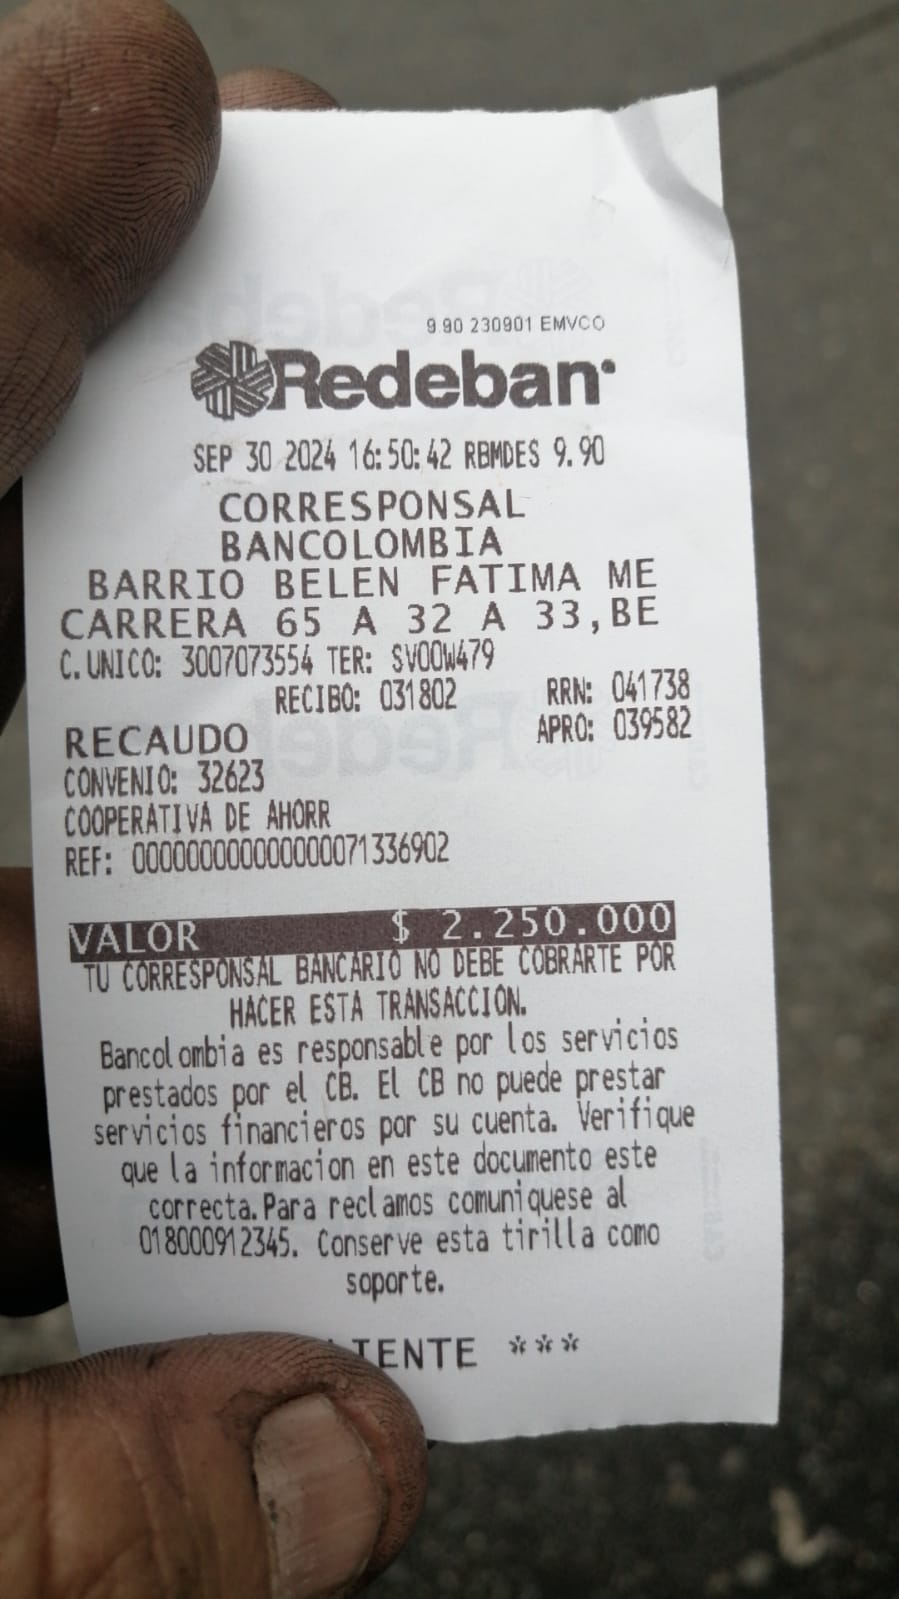 9.90 230901 EMVCO
Redeban
SEP 30 2024 16:50:42 RBMDES 9.90
CORRESPONSAL
BANCOLOMBIA
BARRIO BELEN FATIMA ME
CARRERA 65 A 32 A 33,BE
C.UNICO: 3007073554 TER: SV00W479
RECIBO: 031802 RRN: 041738
RECAUDO APRO: 039582
CONVENIO: 32623
COOPERATIVA DE AHORR
REF: 000000000000000071336902
VALOR $ 2.250.000
TU CORRESPONSAL BANCARIO NO DEBE COBRARTE POR
HACER ESTA TRANSACCION.
Bancolombia es responsable por los servicios
prestados por el CB. El CB no puede prestar
servicios financieros por su cuenta. Verifique
que la informacion en este documento este
correcta.Para reclamos comuniquese al
018000912345. Conserve esta tirilla como
soporte.
IENTE ***